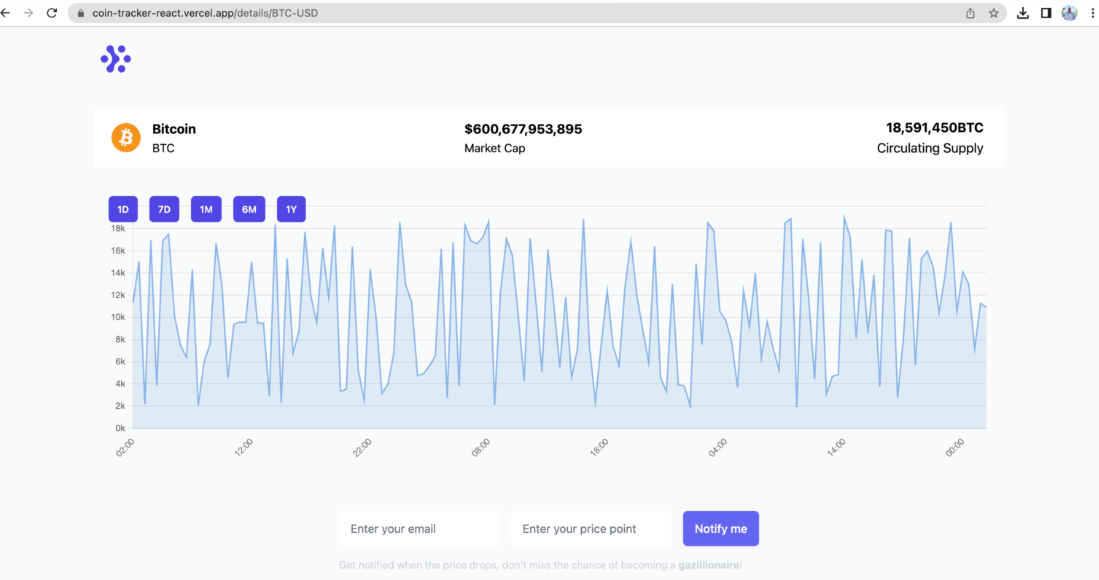 coin-tracker-react.vercel.app/details/BTC-USD
Bitcoin
BTC
$600,677,953,895
Market Cap
18,591,450BTC
Circulating Supply
1D 7D 1M 6M 1Y
18k
16k
14k
12k
10k
8k
6k
4k
2k
0k
02:00 12:00 22:00 08:00 18:00 04:00 14:00 00:00
Enter your email Enter your price point Notify me
Get notified when the price drops, don't miss the chance of becoming a gazillionaire!